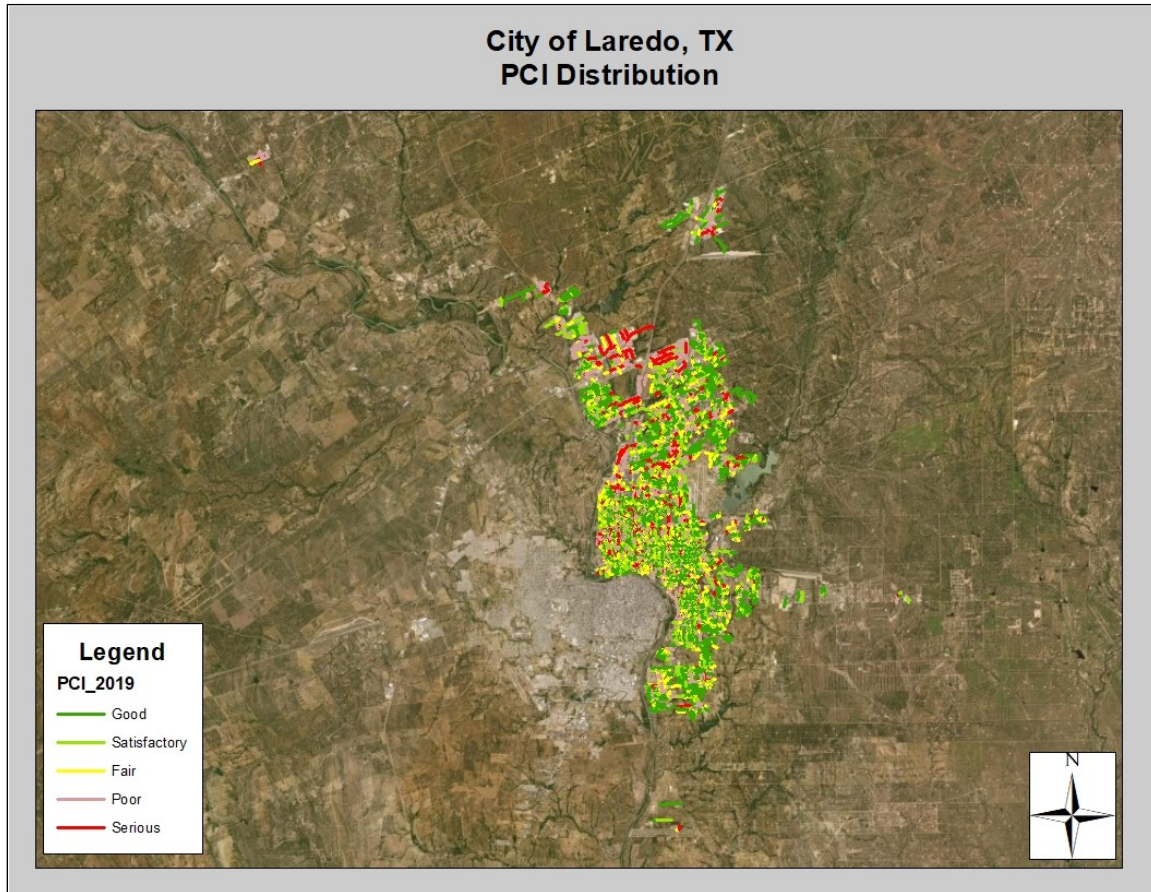 City of Laredo, TX
PCI Distribution
Legend
PCI_2019
Good
Satisfactory
Fair
Poor
Serious
N